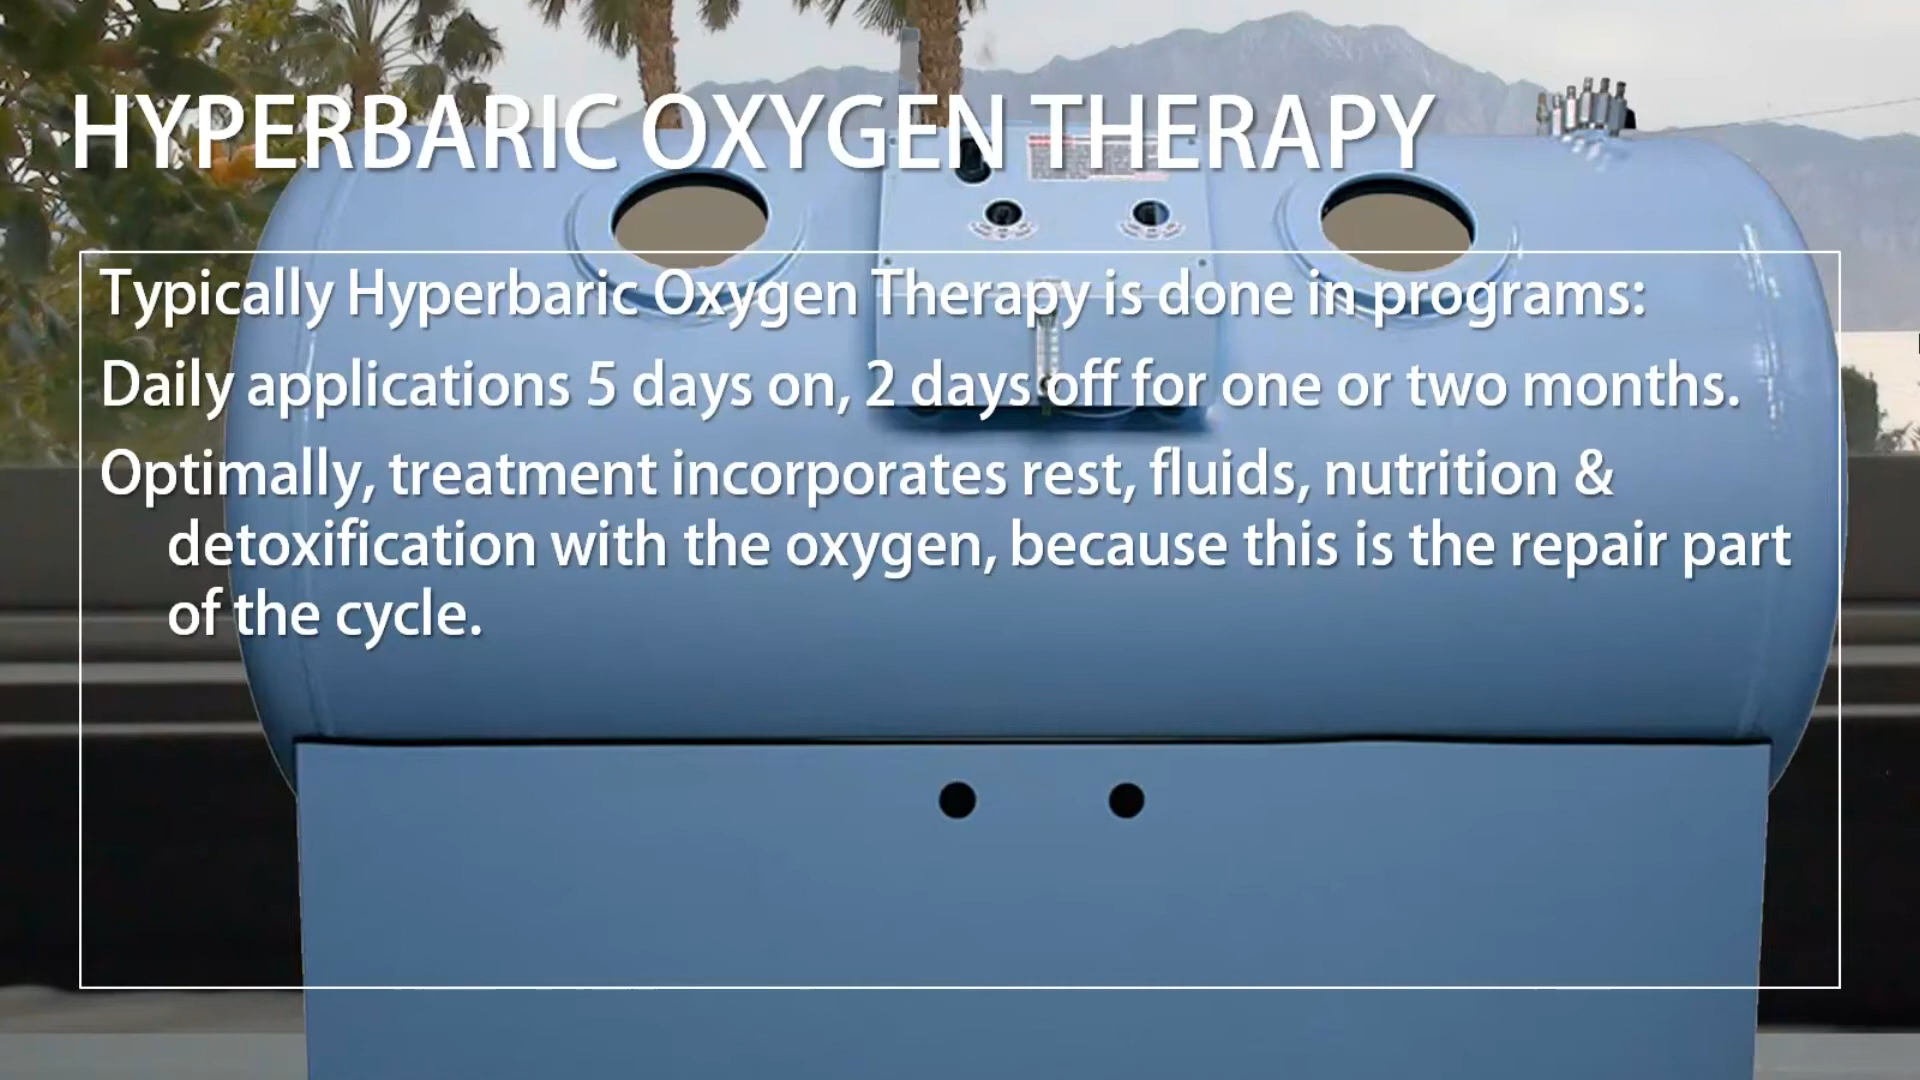 HYPERBARIC OXYGEN THERAPY
Typically Hyperbaric Oxygen Therapy is done in programs:
Daily applications 5 days on, 2 days off for one or two months.
Optimally, treatment incorporates rest, fluids, nutrition &
detoxification with the oxygen, because this is the repair part
of the cycle.